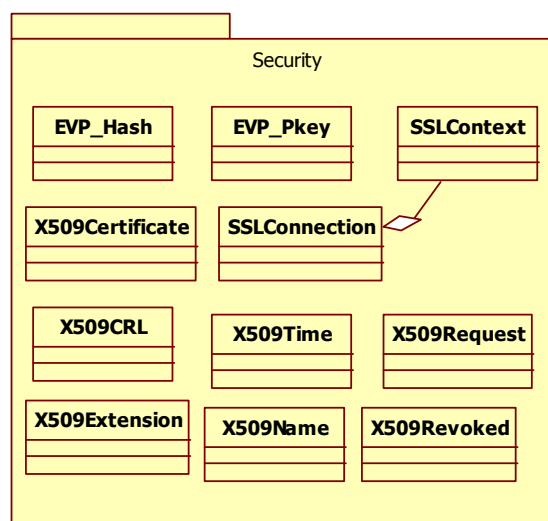 Security
EVP_Hash
EVP_Pkey
SSLContext
X509Certificate
SSLConnection
X509CRL
X509Time
X509Request
X509Extension
X509Name
X509Revoked